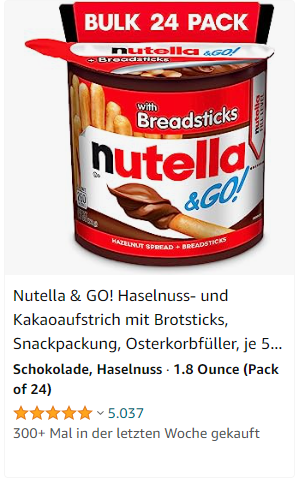 BULK 24 PACK
nutella &GO!
+ Breadsticks
with
Breadsticks
nutella
&GO!
HAZELNUT SPREAD + BREADSTICKS
Nutella & GO! Haselnuss- und
Kakaoaufstrich mit Brotsticks,
Snackpackung, Osterkorbfüller, je 5...
Schokolade, Haselnuss · 1.8 Ounce (Pack
of 24)
5.037
300+ Mal in der letzten Woche gekauft